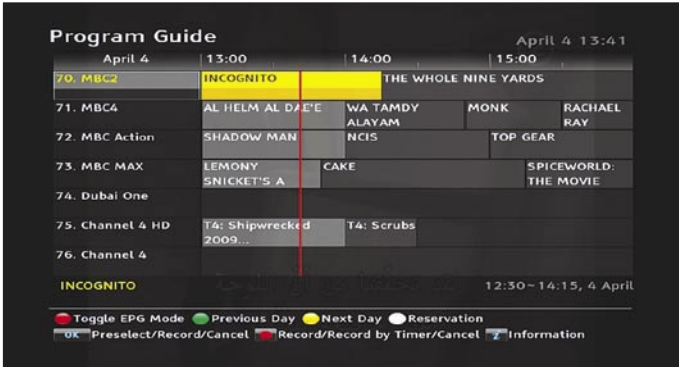 Program Guide
April 4 13:41
April 4 13:00 14:00 15:00
70. MBC2 INCOGNITO THE WHOLE NINE YARDS
71. MBC4 AL HELM AL DAE'E WA TAMDY ALAYAM MONK RACHAEL RAY
72. MBC Action SHADOW MAN NCIS TOP GEAR
73. MBC MAX LEMONY SNICKET'S A CAKE SPICEWORLD: THE MOVIE
74. Dubai One
75. Channel 4 HD T4: Shipwrecked 2009... T4: Scrubs
76. Channel 4
INCOGNITO 12:30~14:15, 4 April
Toggle EPG Mode Previous Day Next Day Reservation
OK Preselect/Record/Cancel Record/Record by Timer/Cancel i Information